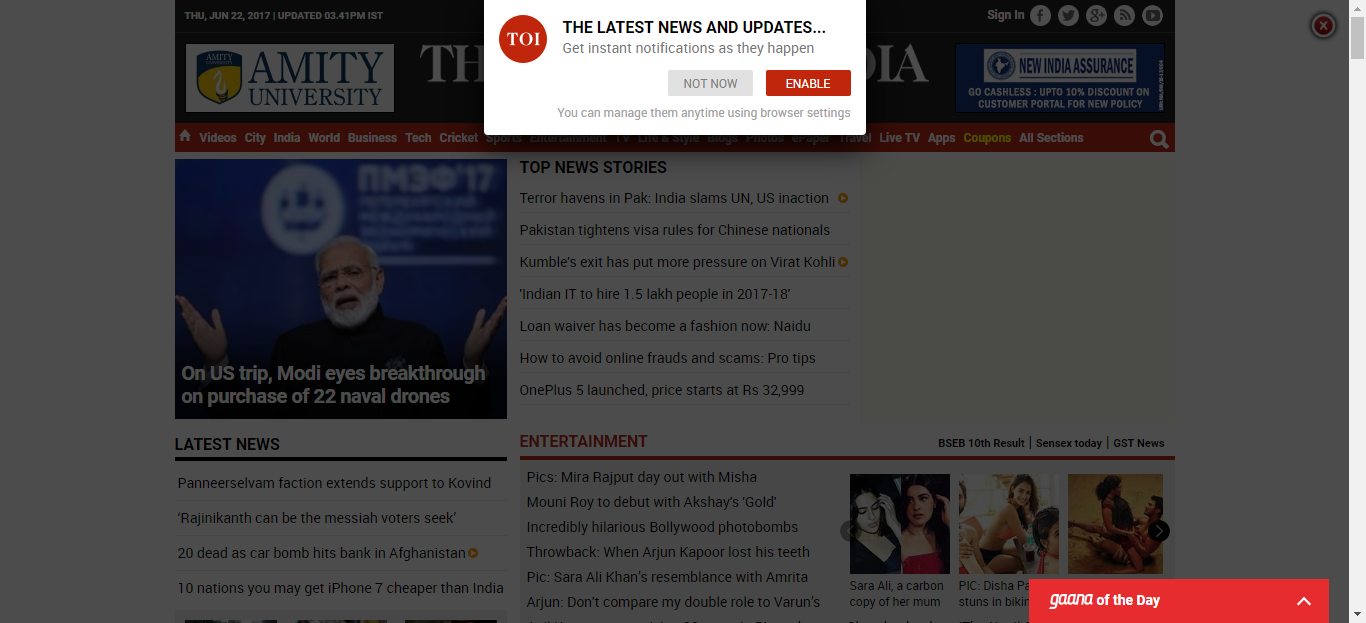 THU, JUN 22, 2017 | UPDATED 03.41PM IST
Sign In
TOI
THE LATEST NEWS AND UPDATES...
Get instant notifications as they happen
NOT NOW
ENABLE
You can manage them anytime using browser settings
AMITY
UNIVERSITY
AMITY
UNIVERSITY
TH
DIA
NEW INDIA ASSURANCE
GO CASHLESS : UPTO 10% DISCOUNT ON
CUSTOMER PORTAL FOR NEW POLICY
Videos City India World Business Tech Cricket Sports Entertainment TV Life & Style Blogs Photos ePaper Travel Live TV Apps Coupons All Sections
ПМЭФ'17
On US trip, Modi eyes breakthrough
on purchase of 22 naval drones
TOP NEWS STORIES
Terror havens in Pak: India slams UN, US inaction
Pakistan tightens visa rules for Chinese nationals
Kumble's exit has put more pressure on Virat Kohli
'Indian IT to hire 1.5 lakh people in 2017-18'
Loan waiver has become a fashion now: Naidu
How to avoid online frauds and scams: Pro tips
OnePlus 5 launched, price starts at Rs 32,999
LATEST NEWS
Panneerselvam faction extends support to Kovind
‘Rajinikanth can be the messiah voters seek’
20 dead as car bomb hits bank in Afghanistan
10 nations you may get iPhone 7 cheaper than India
ENTERTAINMENT
BSEB 10th Result | Sensex today | GST News
Pics: Mira Rajput day out with Misha
Mouni Roy to debut with Akshay's 'Gold'
Incredibly hilarious Bollywood photobombs
Throwback: When Arjun Kapoor lost his teeth
Pic: Sara Ali Khan’s resemblance with Amrita
Arjun: Don't compare my double role to Varun’s
Sara Ali, a carbon
copy of her mum
PIC: Disha Pa
stuns in bikin
gaana of the Day